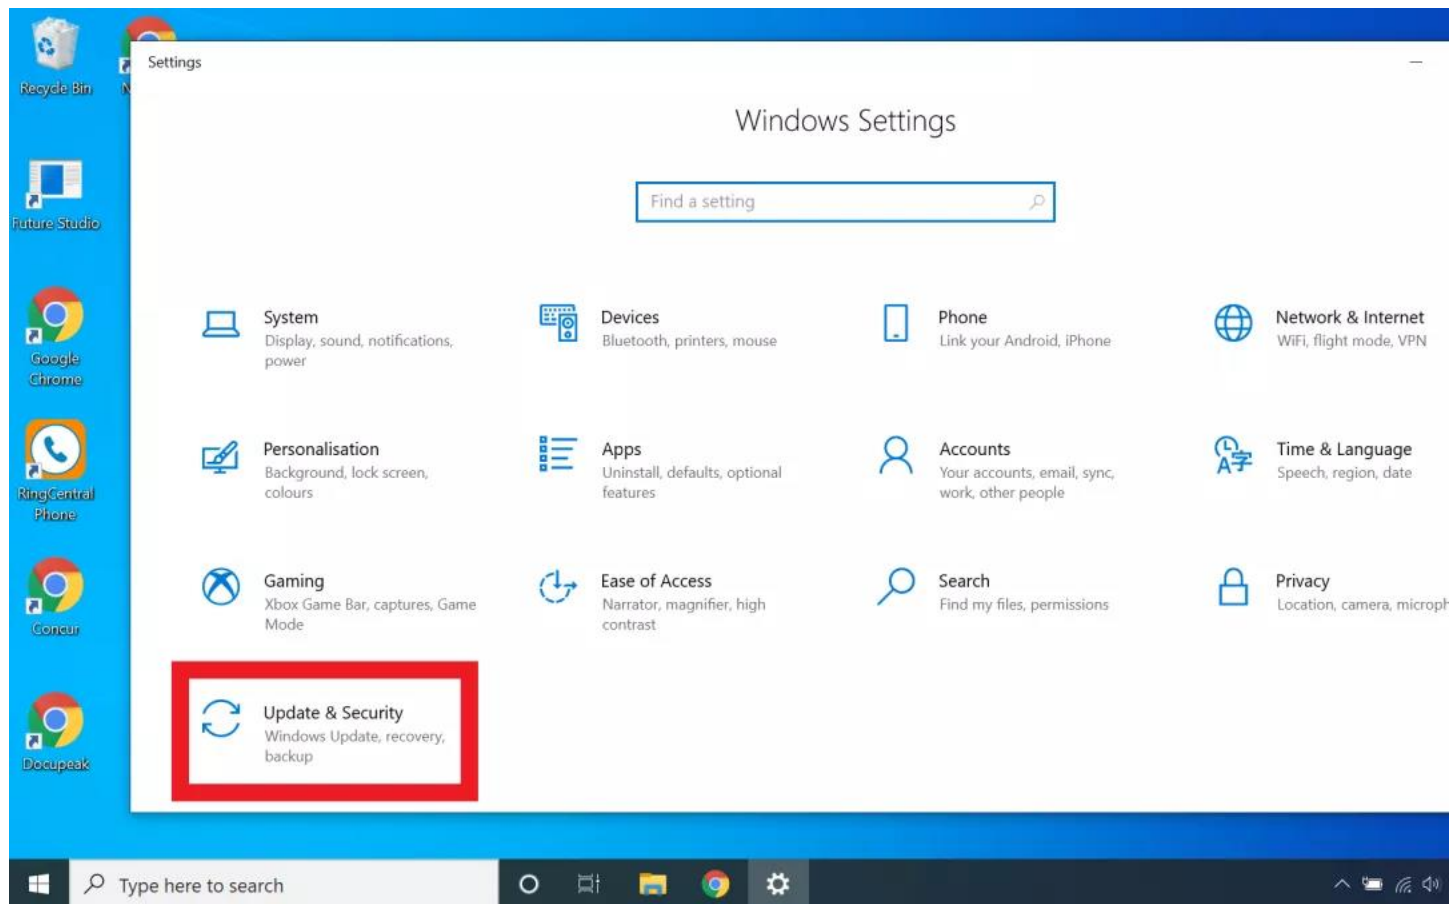 Recycle Bin
Future Studio
Google
Chrome
RingCentral
Phone
Concur
Docupeak
Settings
Windows Settings
Find a setting
System
Display, sound, notifications,
power
Devices
Bluetooth, printers, mouse
Phone
Link your Android, iPhone
Network & Internet
WiFi, flight mode, VPN
Personalisation
Background, lock screen,
colours
Apps
Uninstall, defaults, optional
features
Accounts
Your accounts, email, sync,
work, other people
Time & Language
Speech, region, date
Gaming
Xbox Game Bar, captures, Game
Mode
Ease of Access
Narrator, magnifier, high
contrast
Search
Find my files, permissions
Privacy
Location, camera,
Update & Security
Windows Update, recovery,
backup
Type here to search